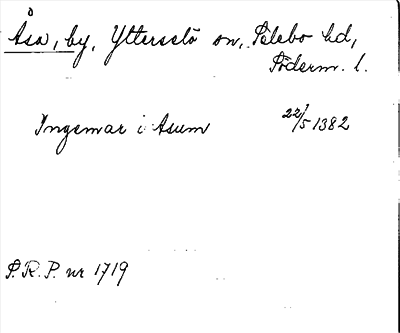 Åsa, by, Ytterselö sn, Selebo hd,
Söderm. l.
Ingemar i Asum 22/5 1382
S.R.P. nr 1719